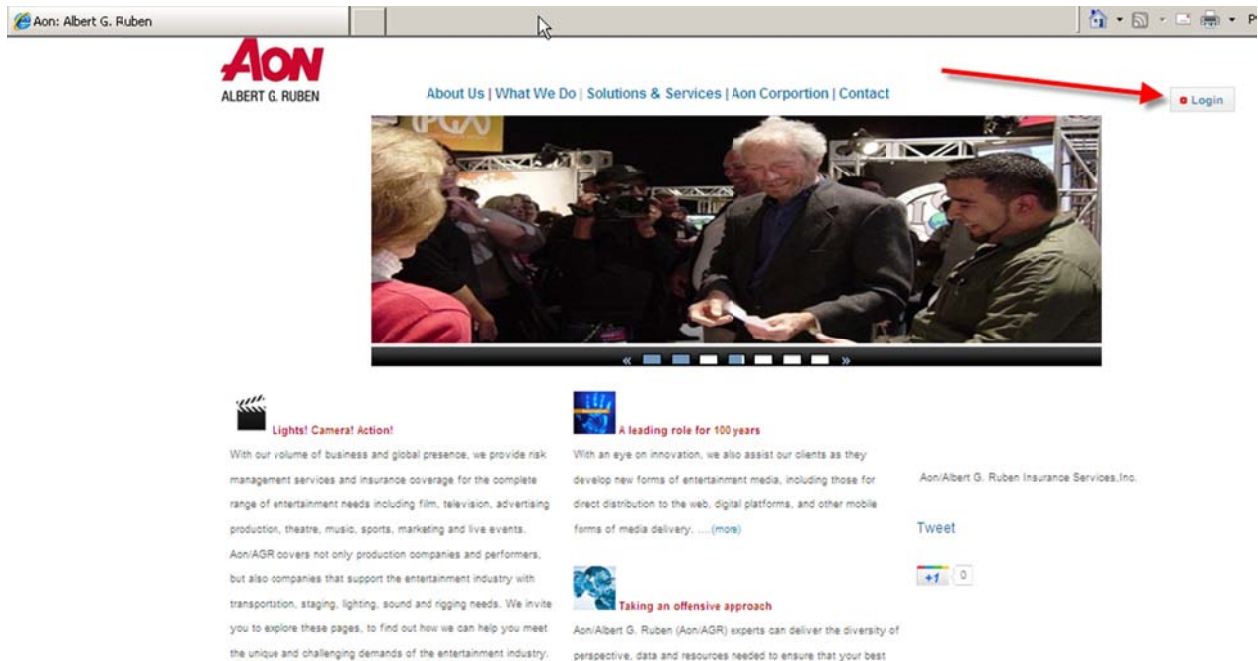 Aon: Albert G. Ruben
AON
ALBERT G. RUBEN
About Us | What We Do | Solutions & Services | Aon Corportion | Contact
Login
PGA
«
»
Lights! Camera! Action!
With our volume of business and global presence, we provide risk
management services and insurance coverage for the complete
range of entertainment needs including film, television, advertising
production, theatre, music, sports, marketing and live events.
Aon/AGR covers not only production companies and performers,
but also companies that support the entertainment industry with
transportation, staging, lighting, sound and rigging needs. We invite
you to explore these pages, to find out how we can help you meet
the unique and challenging demands of the entertainment industry.
A leading role for 100 years
With an eye on innovation, we also assist our clients as they
develop new forms of entertainment media, including those for
direct distribution to the web, digital platforms, and other mobile
forms of media delivery. ....(more)
Taking an offensive approach
Aon/Albert G. Ruben (Aon/AGR) experts can deliver the diversity of
perspective, data and resources needed to ensure that your best
Aon/Albert G. Ruben Insurance Services,Inc.
Tweet
+1 0